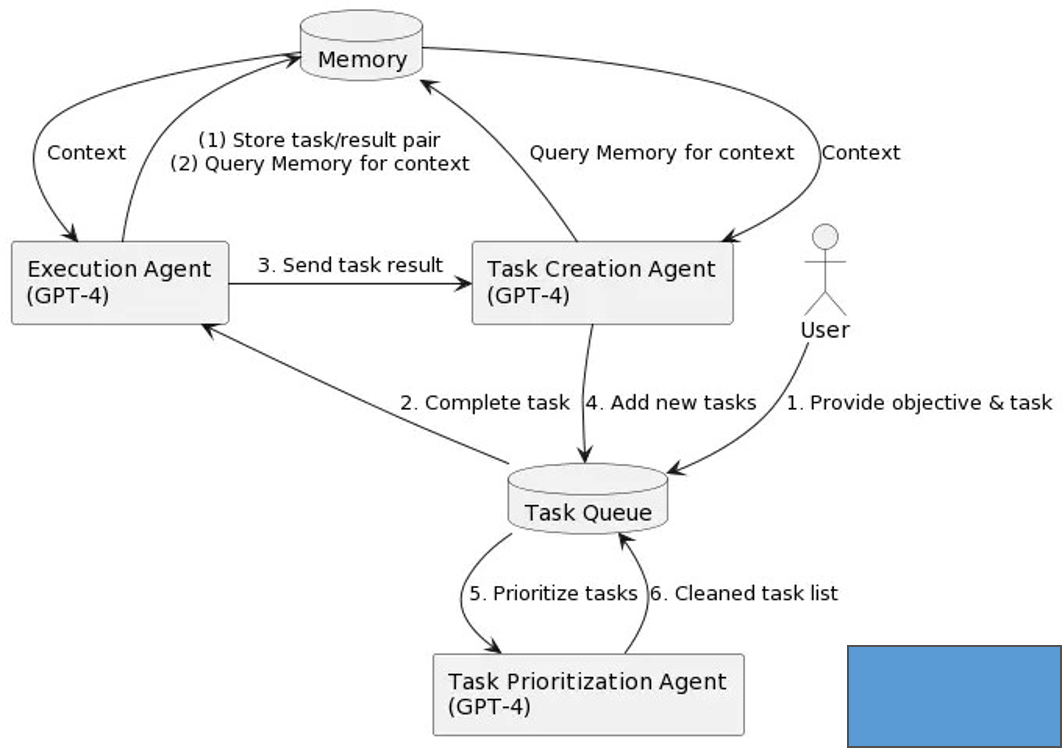 Memory
Context
(1) Store task/result pair
(2) Query Memory for context
Query Memory for context
Context
Execution Agent
(GPT-4)
3. Send task result
Task Creation Agent
(GPT-4)
User
2. Complete task
4. Add new tasks
1. Provide objective & task
Task Queue
5. Prioritize tasks
6. Cleaned task list
Task Prioritization Agent
(GPT-4)